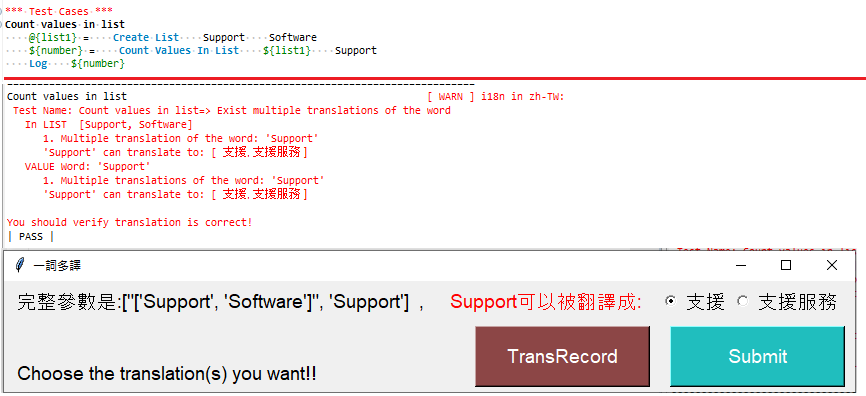 *** Test Cases ***
Count values in list
@{list1} = Create List Support Software
${number} = Count Values In List ${list1} Support
Log ${number}
Count values in list [ WARN ] i18n in zh-TW:
Test Name: Count values in list=> Exist multiple translations of the word
In LIST [Support, Software]
1. Multiple translation of the word: 'Support'
'Support' can translate to: [ 支援, 支援服務 ]
VALUE Word: 'Support'
1. Multiple translations of the word: 'Support'
'Support' can translate to: [ 支援, 支援服務 ]
You should verify translation is correct!
| PASS |
一詞多譯
完整參數是:["['Support', 'Software']", 'Support'] , Support可以被翻譯成: 支援 支援服務
TransRecord Submit
Choose the translation(s) you want!!